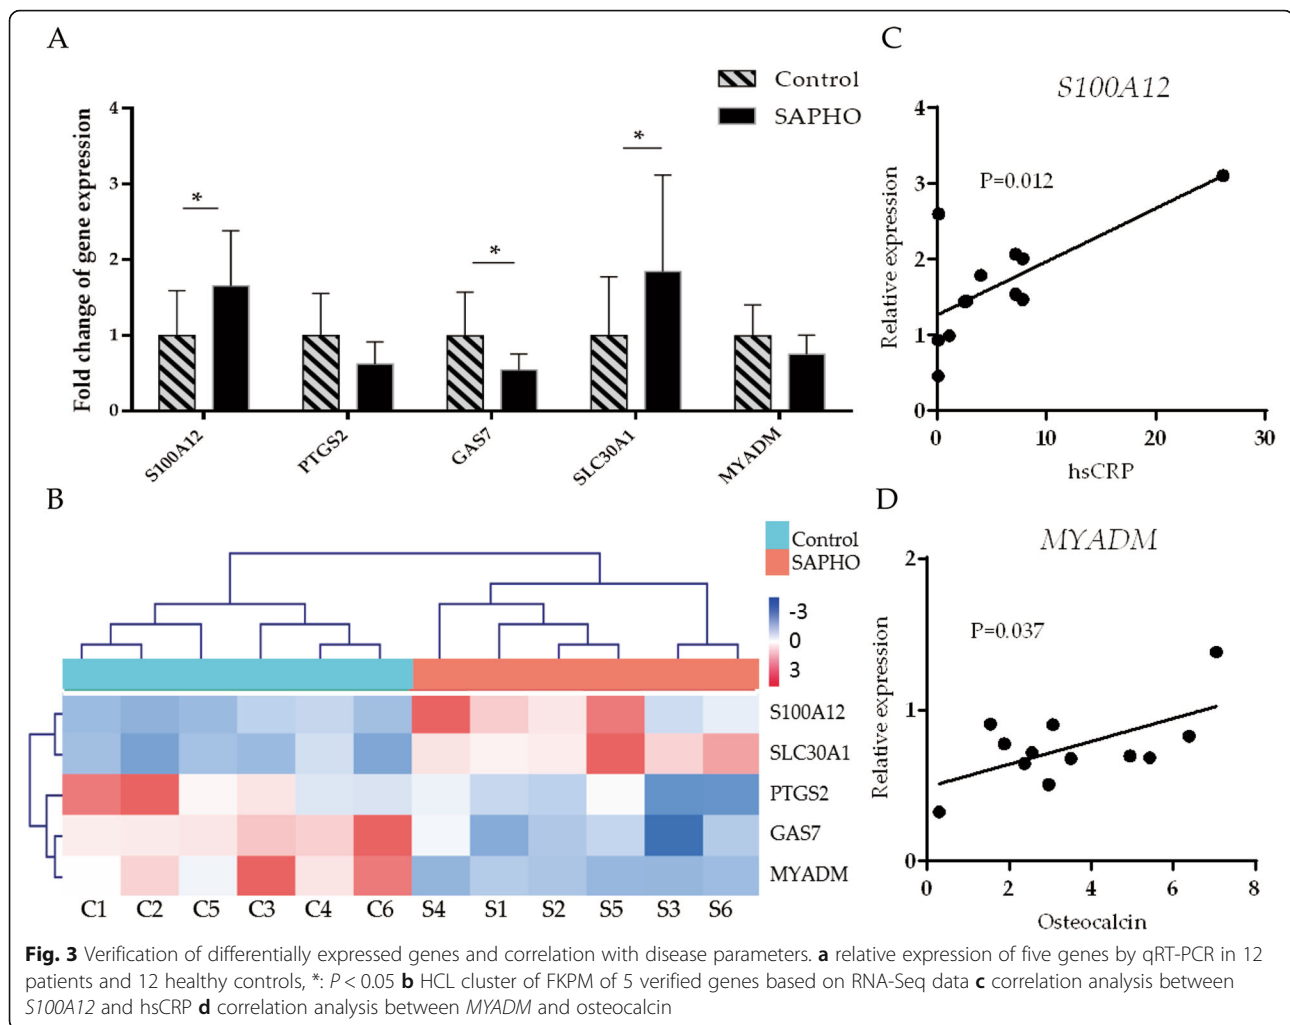 A
Control
SAPHO
Fold change of gene expression
4
3
2
1
0
*
*
*
S100A12
PTGS2
GAS7
SLC30A1
MYADM
C
S100A12
P=0.012
Relative expression
4
3
2
1
0
0
10
20
30
hsCRP
B
Control
SAPHO
-3
0
3
S100A12
SLC30A1
PTGS2
GAS7
MYADM
C1 C2 C5 C3 C4 C6 S4 S1 S2 S5 S3 S6
D
MYADM
P=0.037
Relative expression
2
1
0
0
2
4
6
8
Osteocalcin
Fig. 3 Verification of differentially expressed genes and correlation with disease parameters. a relative expression of five genes by qRT-PCR in 12
patients and 12 healthy controls, *: P < 0.05 b HCL cluster of FKPM of 5 verified genes based on RNA-Seq data c correlation analysis between
S100A12 and hsCRP d correlation analysis between MYADM and osteocalcin